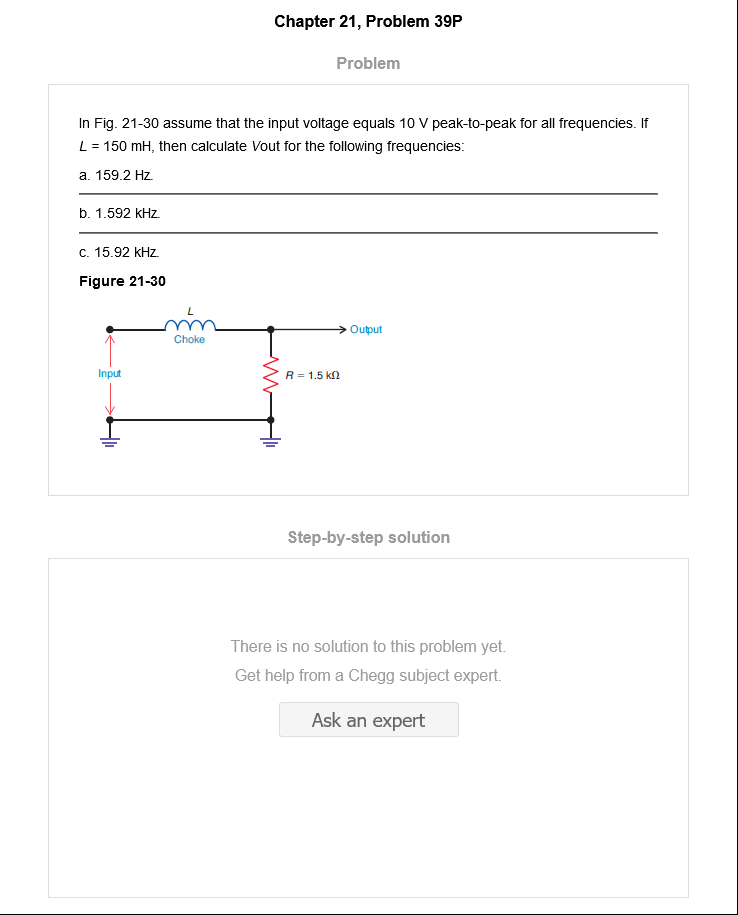 Chapter 21, Problem 39P
Problem
In Fig. 21-30 assume that the input voltage equals 10 V peak-to-peak for all frequencies. If
L = 150 mH, then calculate Vout for the following frequencies:
a. 159.2 Hz.
b. 1.592 kHz.
c. 15.92 kHz.
Figure 21-30
L
Choke
Output
Input
R = 1.5 kΩ
Step-by-step solution
There is no solution to this problem yet.
Get help from a Chegg subject expert.
Ask an expert